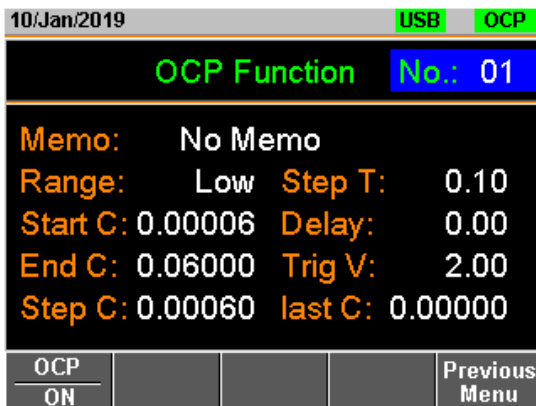 10/Jan/2019 USB OCP
OCP Function No.: 01
Memo: No Memo
Range: Low Step T: 0.10
Start C: 0.00006 Delay: 0.00
End C: 0.06000 Trig V: 2.00
Step C: 0.00060 last C: 0.00000
OCP Previous
ON Menu